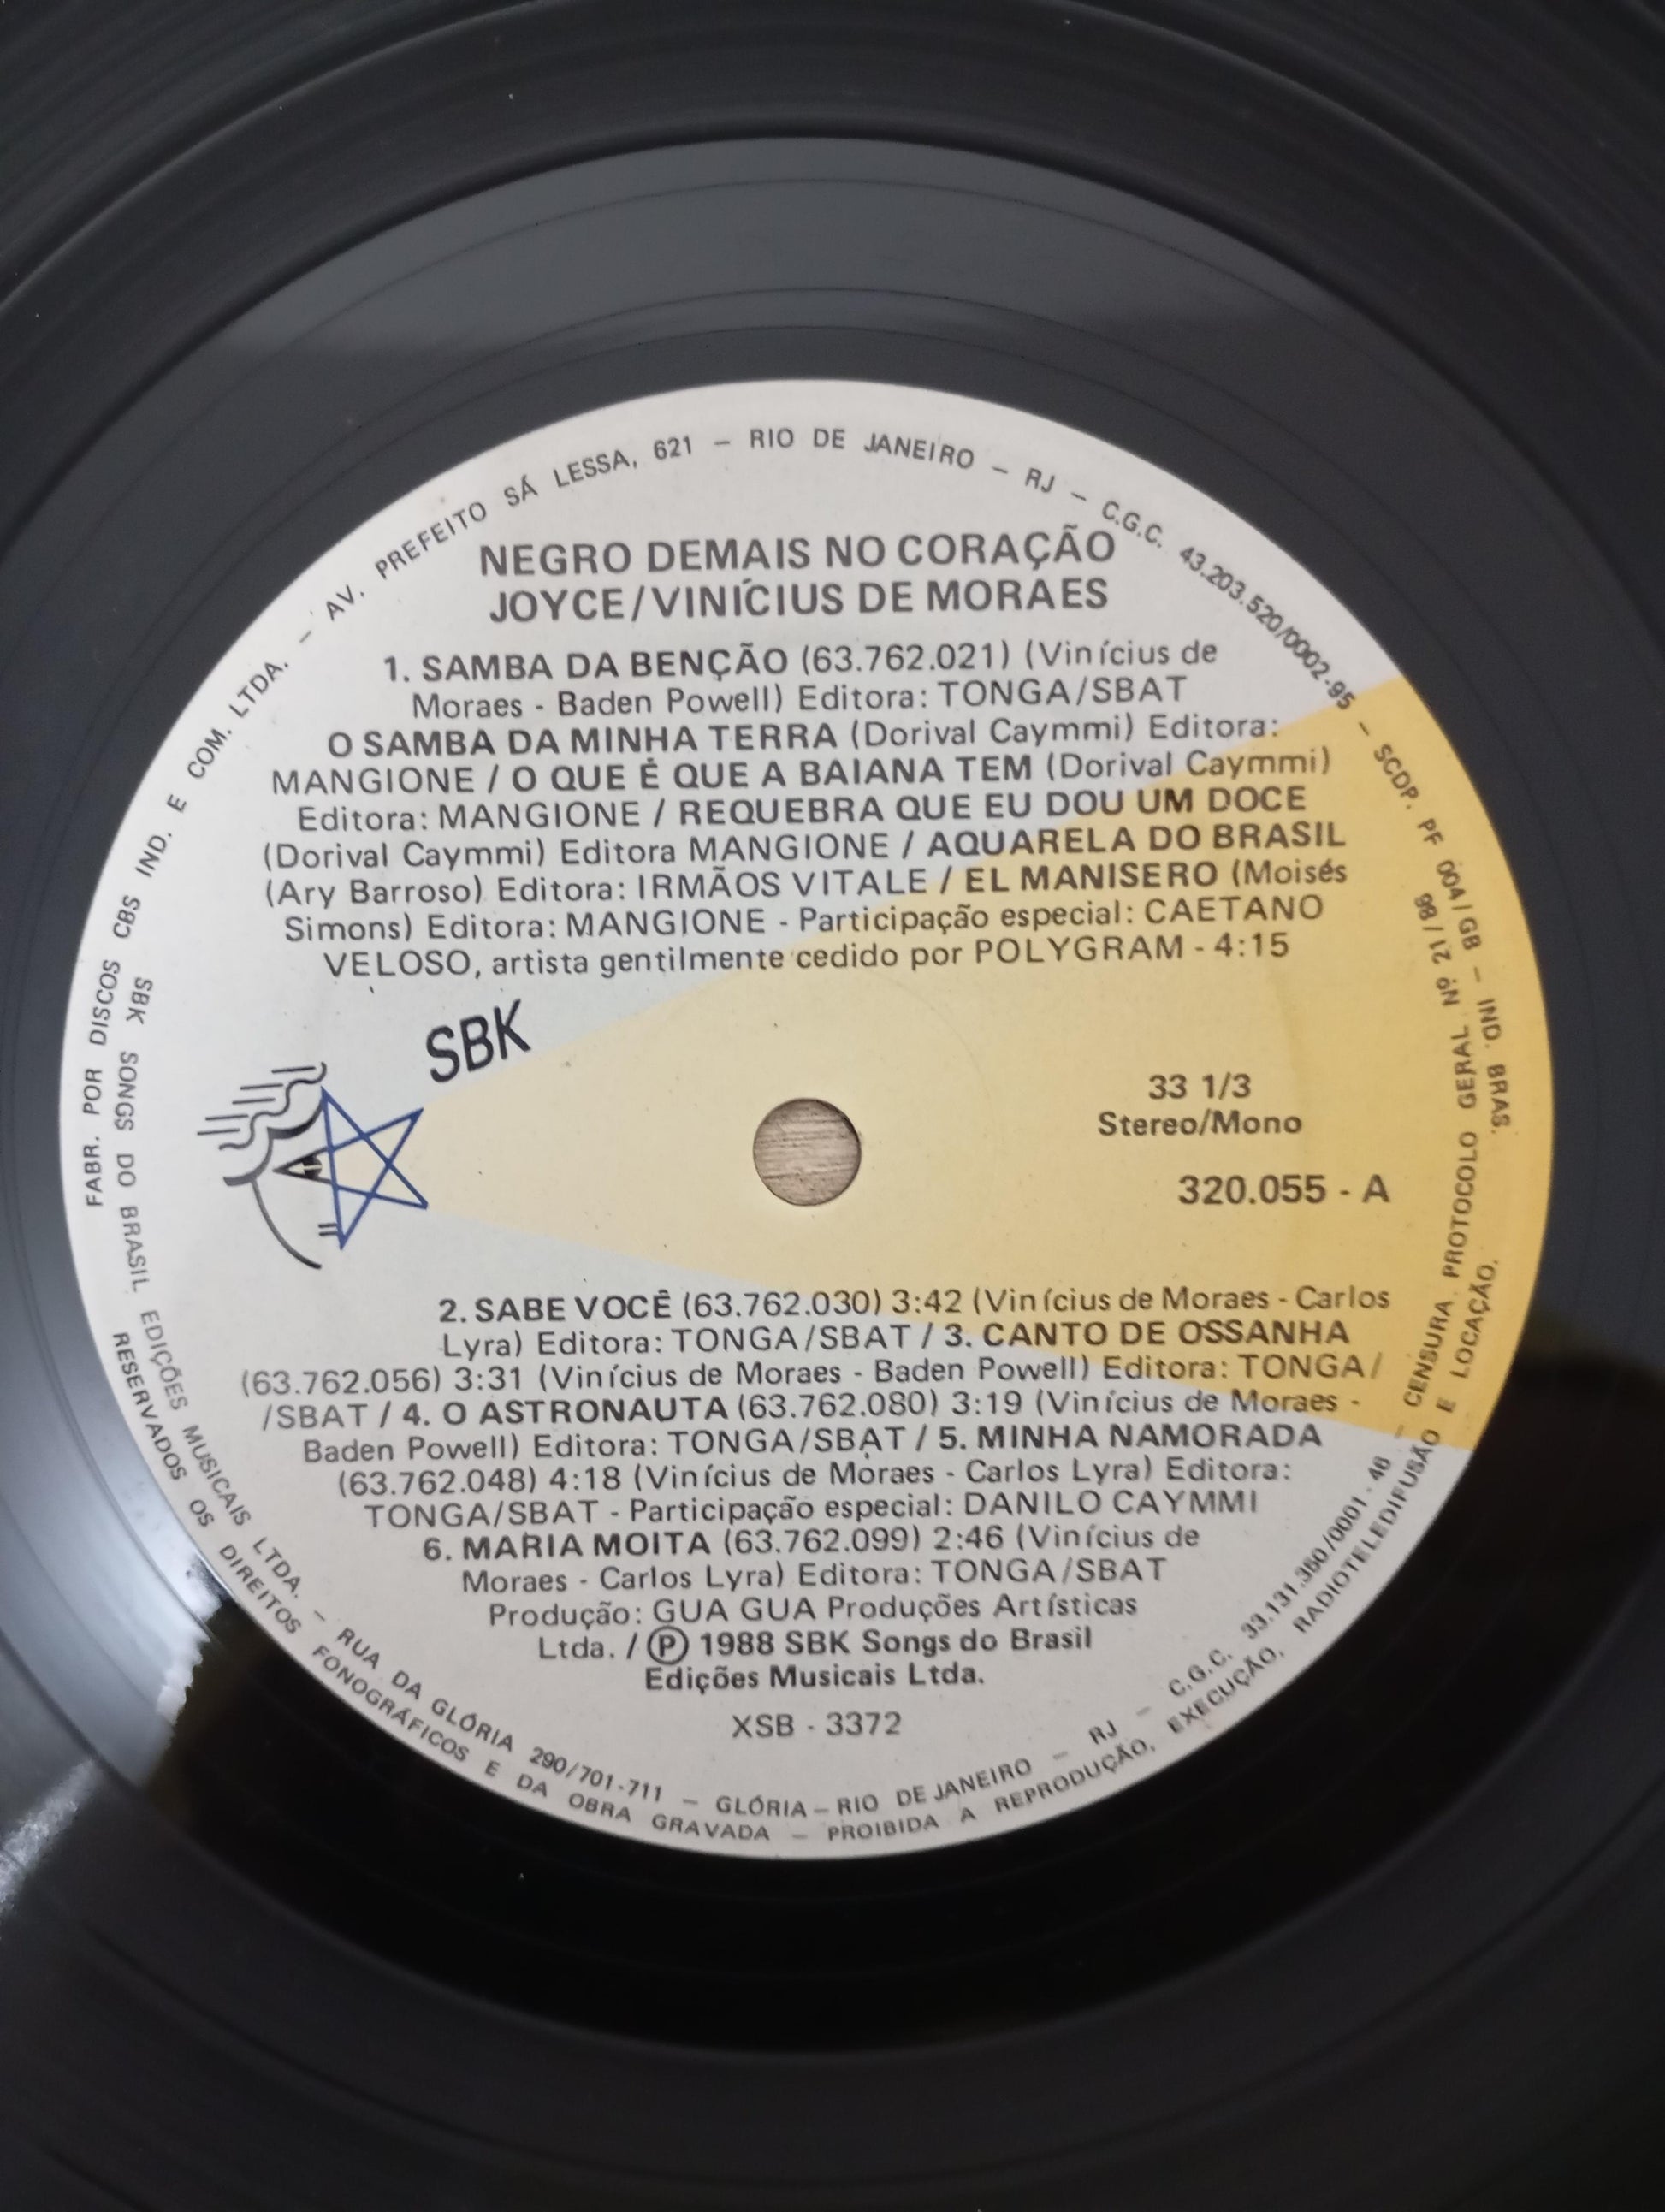 FABR. POR DISCOS CBS IND. E COM. LTDA. - AV. PREFEITO SÁ LESSA, 621 - RIO DE JANEIRO - RJ - C.G.C. 43.203.520/0002-95 - SCDP. PF 004/GB - IND. BRAS.
NEGRO DEMAIS NO CORAÇÃO
JOYCE/VINÍCIUS DE MORAES
1. SAMBA DA BENÇÃO (63.762.021) (Vinícius de
Moraes - Baden Powell) Editora: TONGA/SBAT
O SAMBA DA MINHA TERRA (Dorival Caymmi) Editora:
MANGIONE / O QUE É QUE A BAIANA TEM (Dorival Caymmi)
Editora: MANGIONE / REQUEBRA QUE EU DOU UM DOCE
(Dorival Caymmi) Editora MANGIONE / AQUARELA DO BRASIL
(Ary Barroso) Editora: IRMÃOS VITALE / EL MANISERO (Moisés
Simons) Editora: MANGIONE - Participação especial: CAETANO
VELOSO, artista gentilmente cedido por POLYGRAM - 4:15
SBK
33 1/3
Stereo/Mono
320.055 - A
2. SABE VOCÊ (63.762.030) 3:42 (Vinícius de Moraes - Carlos
Lyra) Editora: TONGA/SBAT / 3. CANTO DE OSSANHA
(63.762.056) 3:31 (Vinícius de Moraes - Baden Powell) Editora: TONGA/
/SBAT / 4. O ASTRONAUTA (63.762.080) 3:19 (Vinícius de Moraes -
Baden Powell) Editora: TONGA/SBAT / 5. MINHA NAMORADA
(63.762.048) 4:18 (Vinícius de Moraes - Carlos Lyra) Editora:
TONGA/SBAT - Participação especial: DANILO CAYMMI
6. MARIA MOITA (63.762.099) 2:46 (Vinícius de
Moraes - Carlos Lyra) Editora: TONGA/SBAT
Produção: GUA GUA Produções Artísticas
Ltda. / Ⓟ 1988 SBK Songs do Brasil
Edições Musicais Ltda.
XSB - 3372
SBK SONGS DO BRASIL EDIÇÕES MUSICAIS LTDA. - RUA DA GLÓRIA 290/701-711 - GLÓRIA - RIO DE JANEIRO - RJ - C.G.C. 33.131.350/0001-46 - CENSURA PROTOCOLO GERAL Nº 217/86
RESERVADOS OS DIREITOS FONOGRÁFICOS E DA OBRA GRAVADA - PROIBIDA A REPRODUÇÃO, EXECUÇÃO, RADIOTELEDIFUSÃO E LOCAÇÃO.